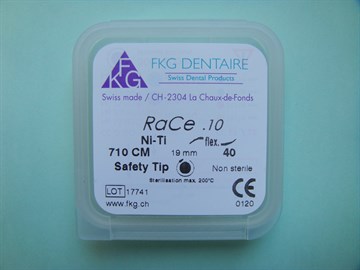 FKG
FKG DENTAIRE
Swiss Dental Products
Swiss made / CH-2304 La Chaux-de-Fonds
RaCe .10
Ni-Ti flex.
710 CM 19 mm 40
Safety Tip Non sterile
Sterilisation max. 200°C
LOT 17741
www.fkg.ch 0120